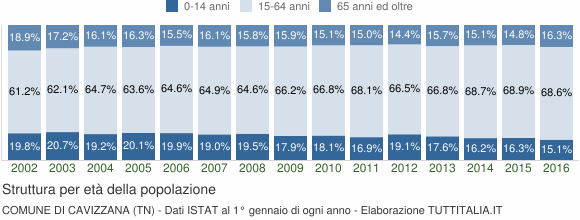 0-14 anni 15-64 anni 65 anni ed oltre
18.9% 17.2% 16.1% 16.3% 15.5% 16.1% 15.8% 15.9% 15.1% 15.0% 14.4% 15.7% 15.1% 14.8% 16.3%
61.2% 62.1% 64.7% 63.6% 64.6% 64.9% 64.6% 66.2% 66.8% 68.1% 66.5% 66.8% 68.7% 68.9% 68.6%
19.8% 20.7% 19.2% 20.1% 19.9% 19.0% 19.5% 17.9% 18.1% 16.9% 19.1% 17.6% 16.2% 16.3% 15.1%
2002 2003 2004 2005 2006 2007 2008 2009 2010 2011 2012 2013 2014 2015 2016
Struttura per età della popolazione
COMUNE DI CAVIZZANA (TN) - Dati ISTAT al 1° gennaio di ogni anno - Elaborazione TUTTITALIA.IT